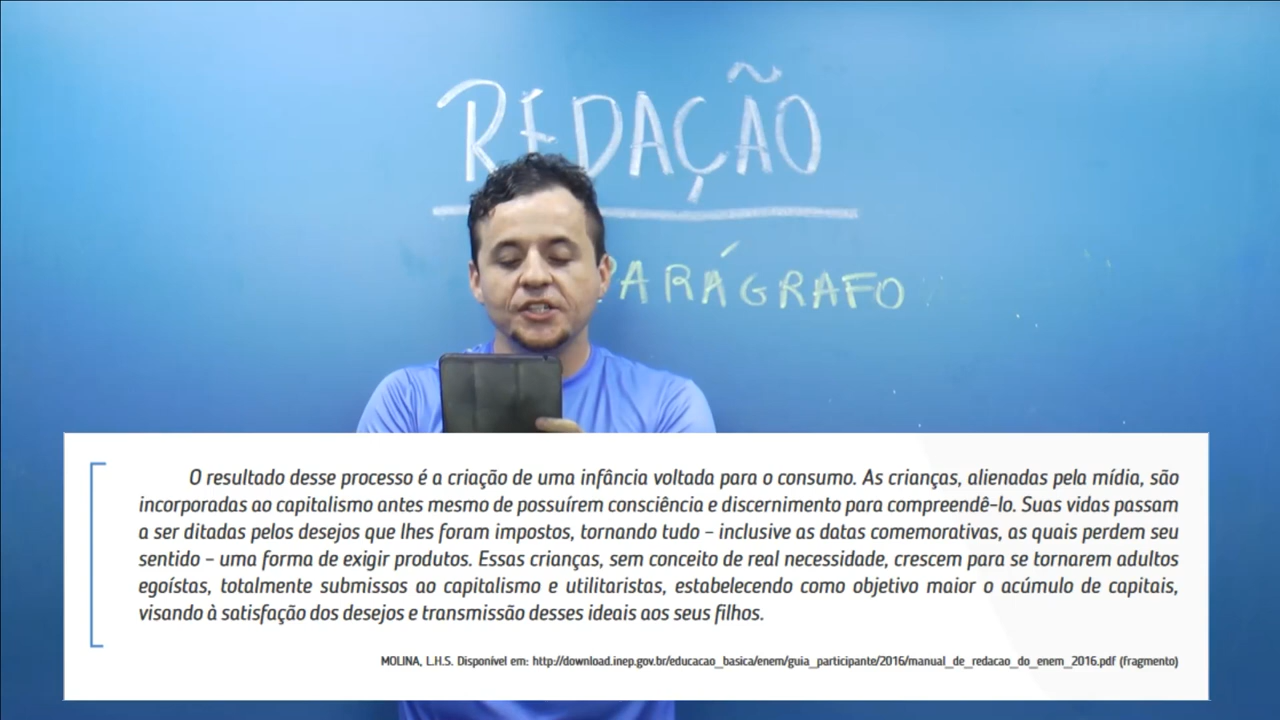 REDAÇÃO
PARÁGRAFO
O resultado desse processo é a criação de uma infância voltada para o consumo. As crianças, alienadas pela mídia, são
incorporadas ao capitalismo antes mesmo de possuírem consciência e discernimento para compreendê-lo. Suas vidas passam
a ser ditadas pelos desejos que lhes foram impostos, tornando tudo – inclusive as datas comemorativas, as quais perdem seu
sentido – uma forma de exigir produtos. Essas crianças, sem conceito de real necessidade, crescem para se tornarem adultos
egoístas, totalmente submissos ao capitalismo e utilitaristas, estabelecendo como objetivo maior o acúmulo de capitais,
visando à satisfação dos desejos e transmissão desses ideais aos seus filhos.
MOLINA, L.H.S. Disponível em: http://download.inep.gov.br/educacao_basica/enem/guia_participante/2016/manual_de_redacao_do_enem_2016.pdf (fragmento)